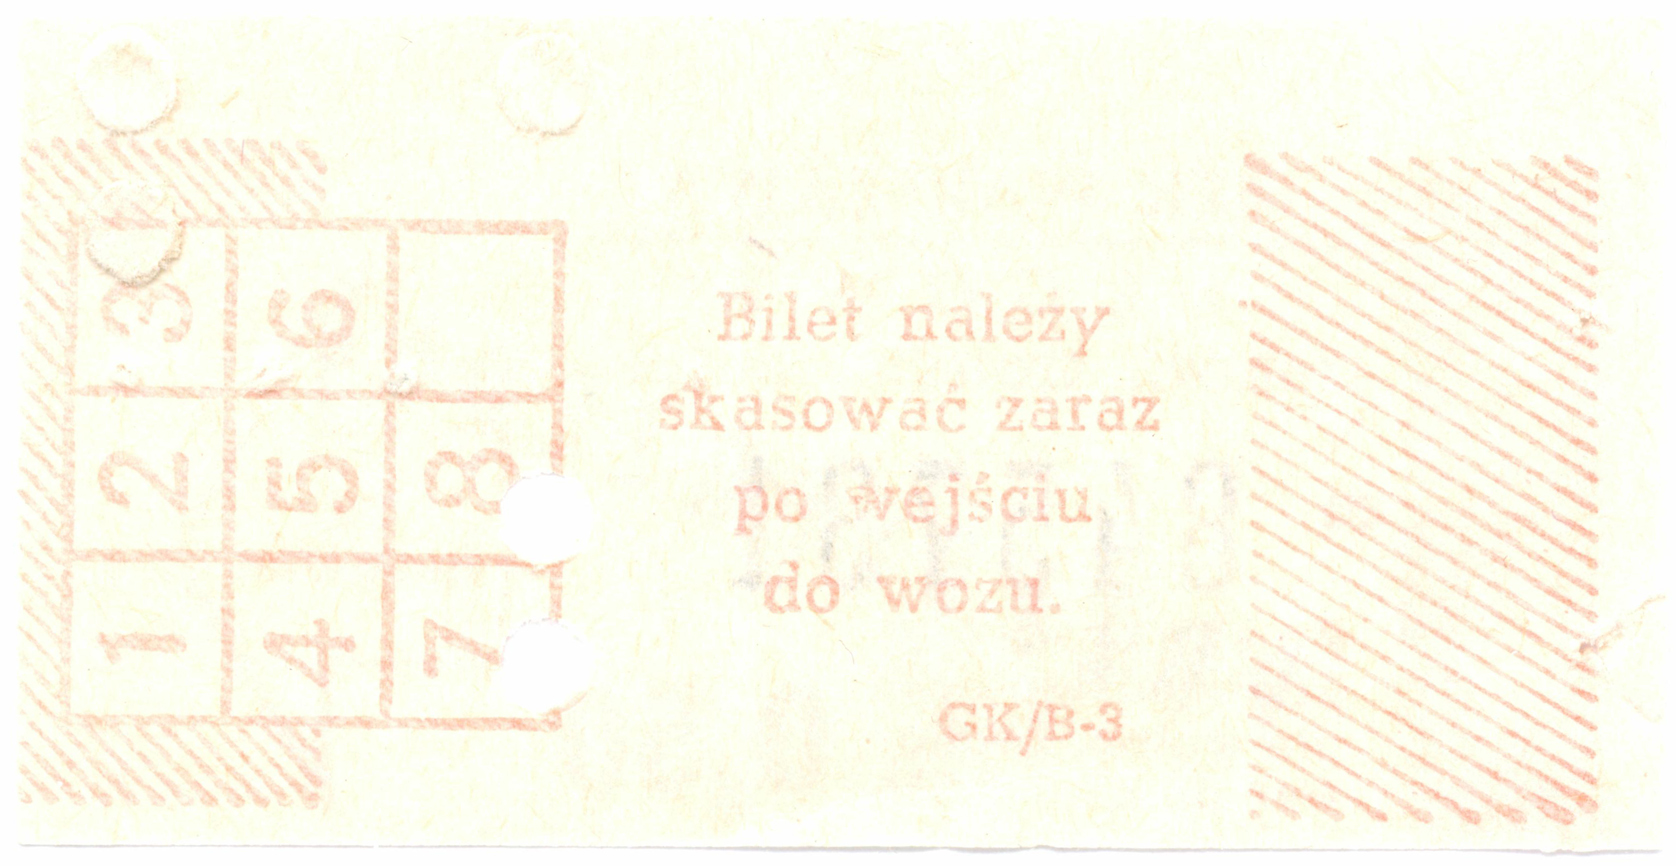 3 6
2 5 8
1 4 7
Bilet należy
skasować zaraz
po wejściu
do wozu.
GK/B-3